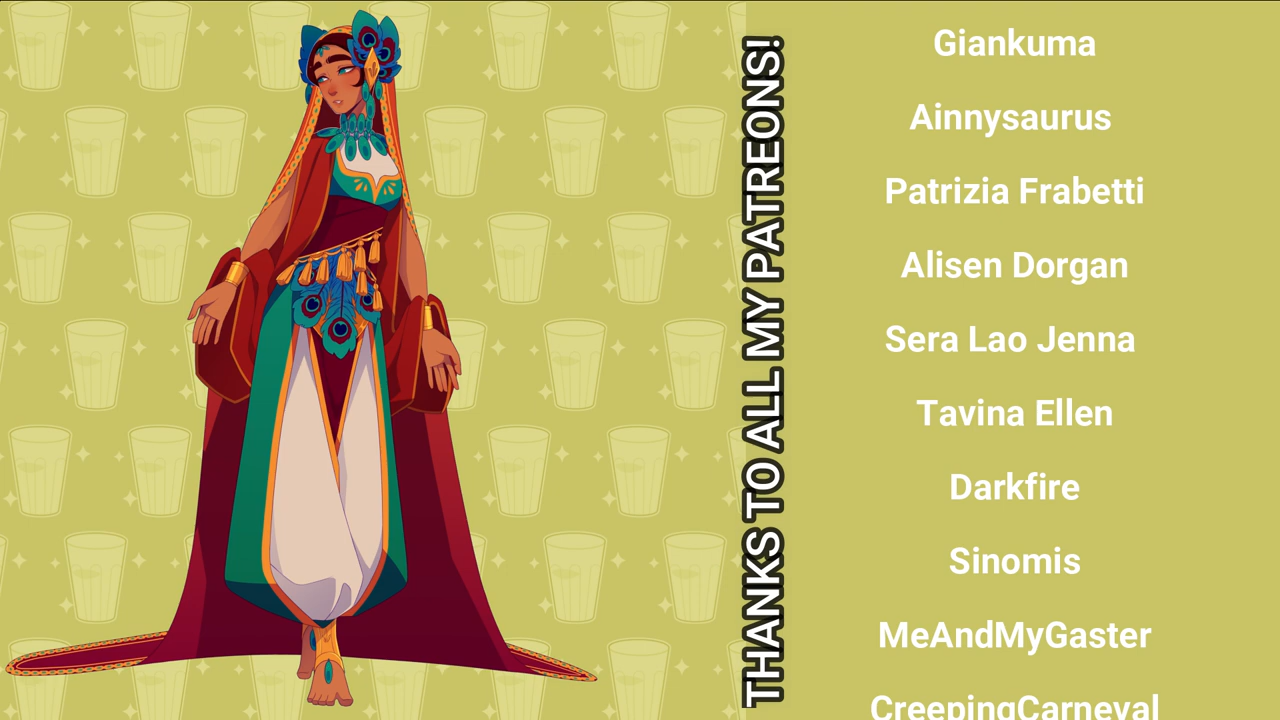 THANKS TO ALL MY PATREONS!
Giankuma
Ainnysaurus
Patrizia Frabetti
Alisen Dorgan
Sera Lao Jenna
Tavina Ellen
Darkfire
Sinomis
MeAndMyGaster
CreepingCarneval